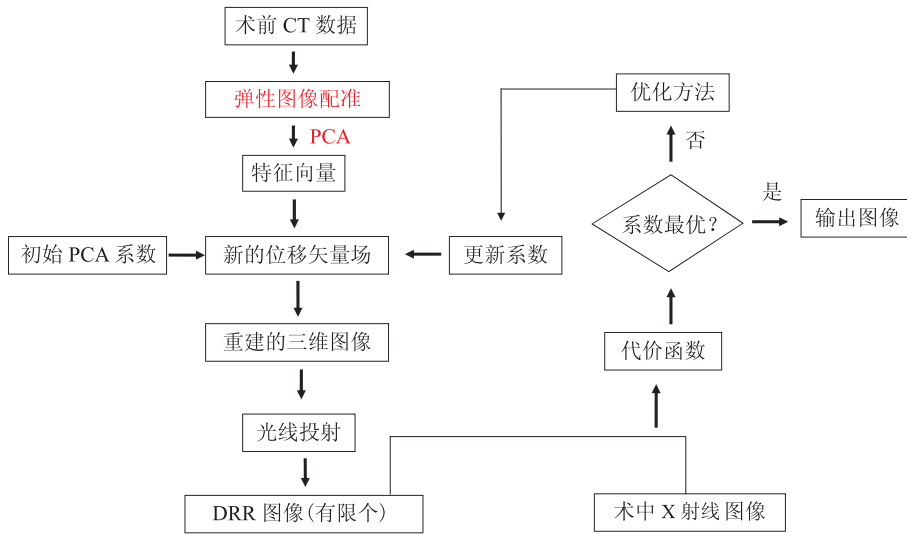 术前 CT 数据
弹性图像配准
PCA
特征向量
初始 PCA 系数
新的位移矢量场
更新系数
重建的三维图像
光线投射
DRR 图像(有限个)
术中 X 射线图像
代价函数
系数最优？
否
是
优化方法
输出图像